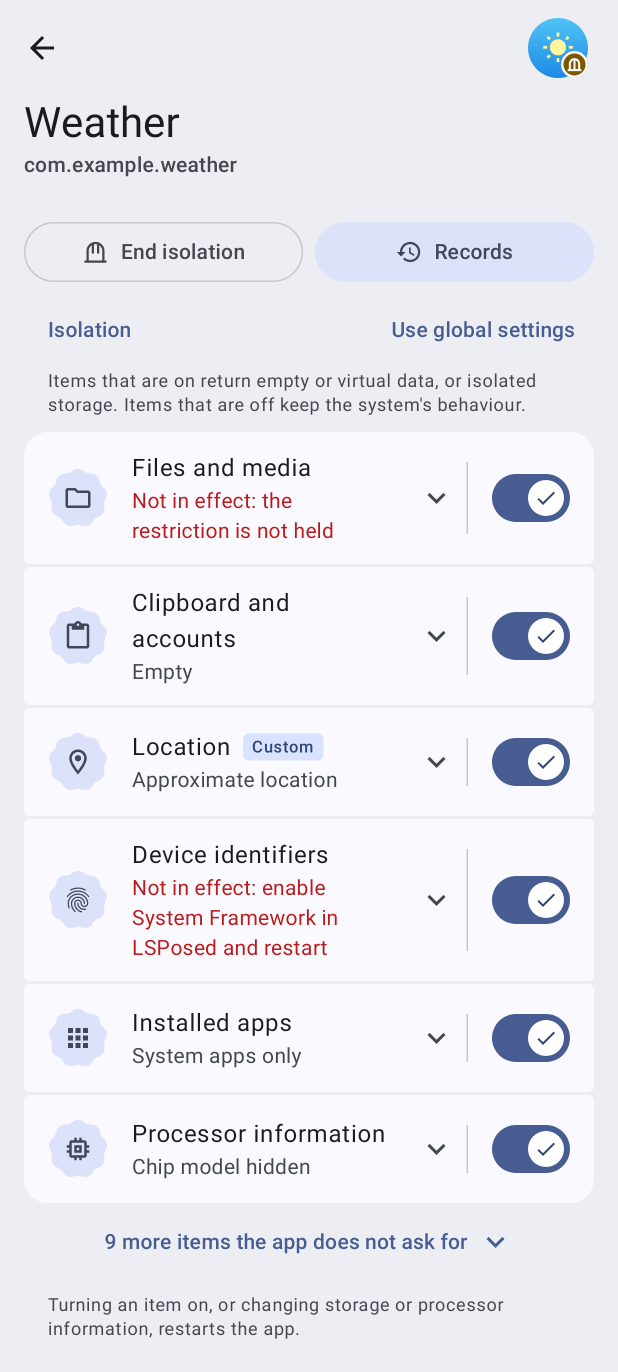 Weather
com.example.weather
End isolation
Records
Isolation
Use global settings
Items that are on return empty or virtual data, or isolated
storage. Items that are off keep the system's behaviour.
Files and media
Not in effect: the
restriction is not held
Clipboard and
accounts
Empty
Location Custom
Approximate location
Device identifiers
Not in effect: enable
System Framework in
LSPosed and restart
Installed apps
System apps only
Processor information
Chip model hidden
9 more items the app does not ask for
Turning an item on, or changing storage or processor
information, restarts the app.